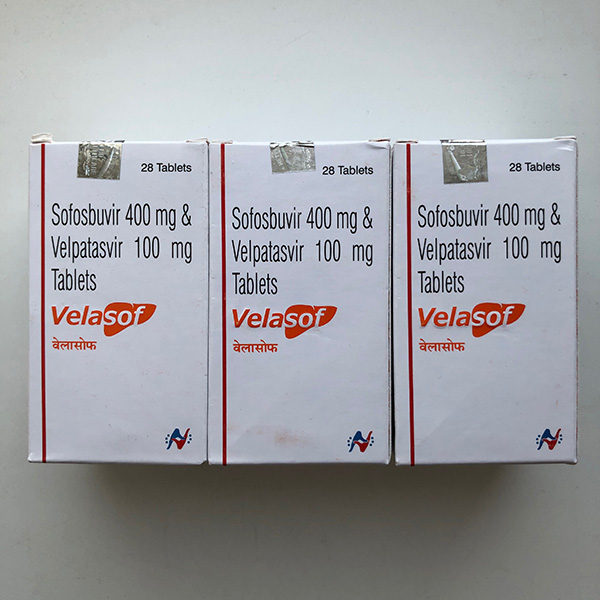 28 Tablets
Sofosbuvir 400 mg &
Velpatasvir 100 mg
Tablets
Velasof
वेलासोफ
28 Tablets
Sofosbuvir 400 mg &
Velpatasvir 100 mg
Tablets
Velasof
वेलासोफ
28 Tablets
Sofosbuvir 400 mg &
Velpatasvir 100 mg
Tablets
Velasof
वेलासोफ